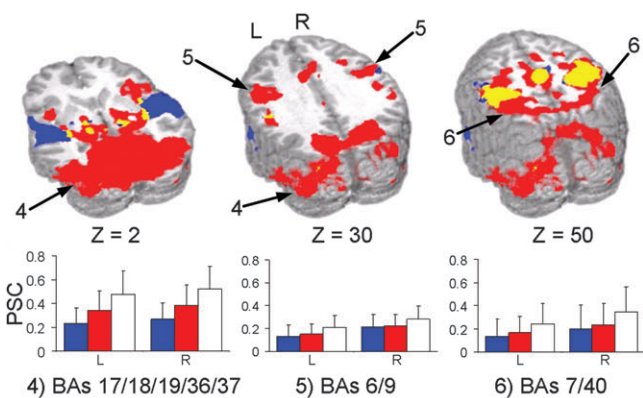 L R
5 5 6
6
4 4
Z = 2 Z = 30 Z = 50
0.8 0.8 0.8
0.6 0.6 0.6
0.4 0.4 0.4
0.2 0.2 0.2
0 0 0
PSC
L R L R L R
4) BAs 17/18/19/36/37 5) BAs 6/9 6) BAs 7/40